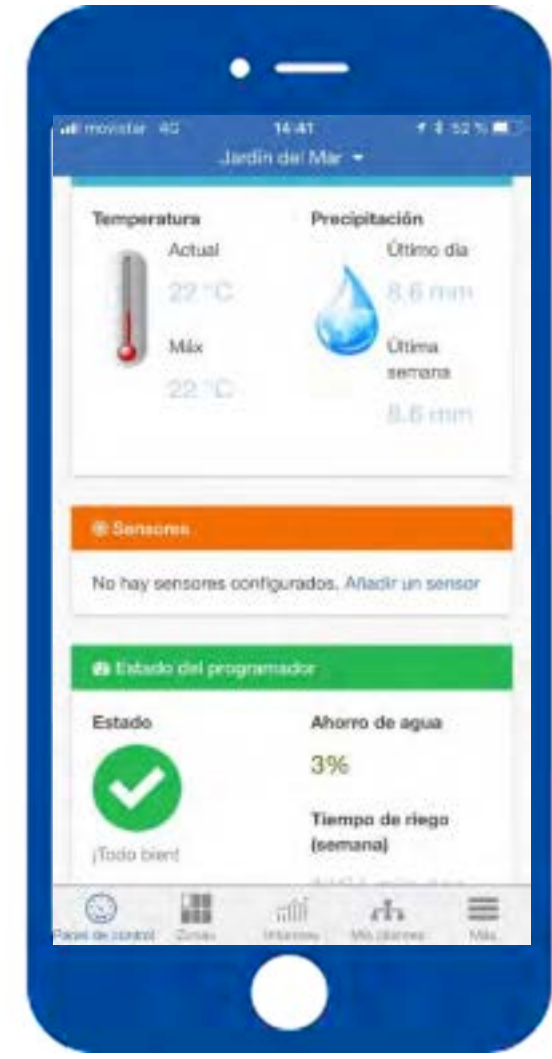 movistar 4G 14:41 52 %
Jardín del Mar
Temperatura
Actual
22 °C
Máx
22 °C
Precipitación
Último día
8.6 mm
Última
semana
8.6 mm
Sensores
No hay sensores configurados. Añadir un sensor
Estado del programador
Estado
¡Todo bien!
Ahorro de agua
3%
Tiempo de riego
(semana)
Panel de control Zonas Informes Mis clientes Más